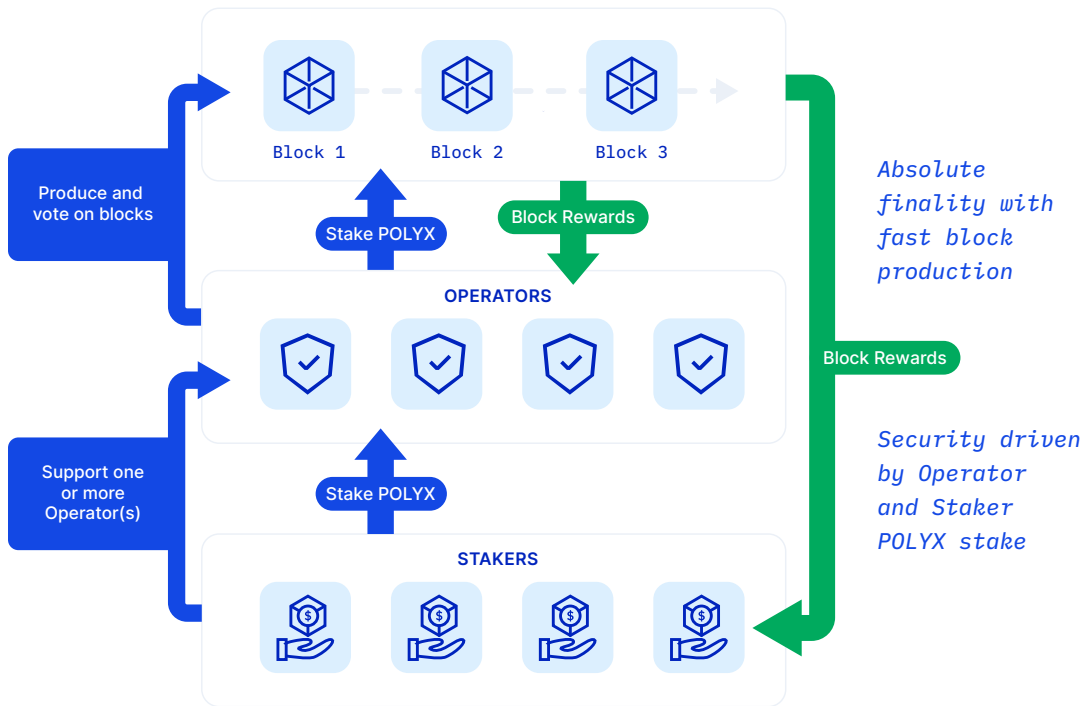 Block 1
Block 2
Block 3
Produce and
vote on blocks
Stake POLYX
Block Rewards
Absolute
finality with
fast block
production
OPERATORS
Block Rewards
Support one
or more
Operator(s)
Stake POLYX
Security driven
by Operator
and Staker
POLYX stake
STAKERS
$
$
$
$